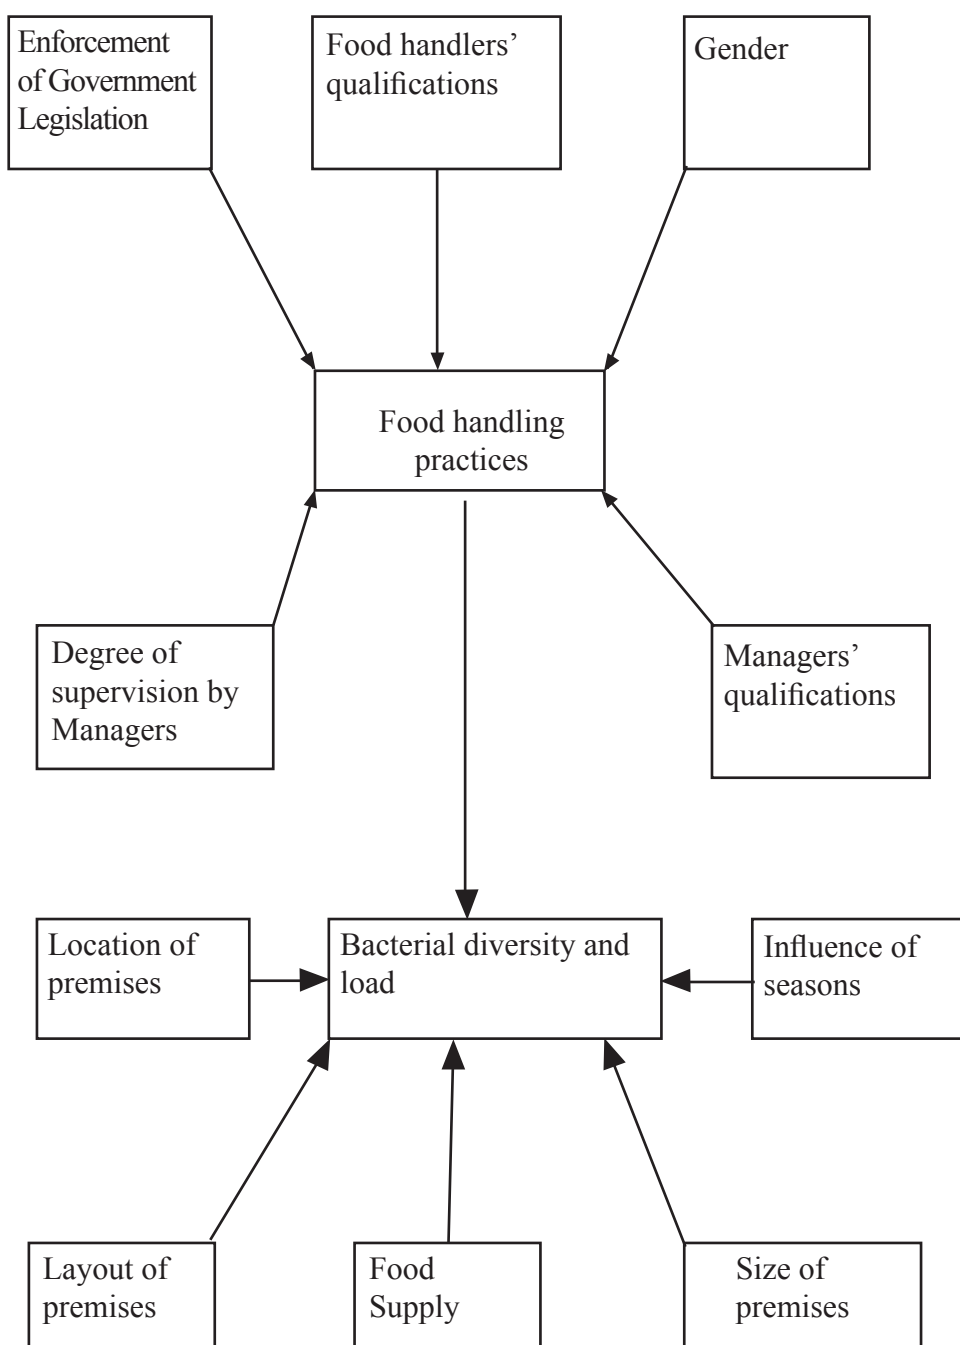 Enforcement
of Government
Legislation
Food handlers’
qualifications
Gender
Food handling
practices
Degree of
supervision by
Managers
Managers’
qualifications
Location of
premises
Bacterial diversity and
load
Influence of
seasons
Layout of
premises
Food
Supply
Size of
premises